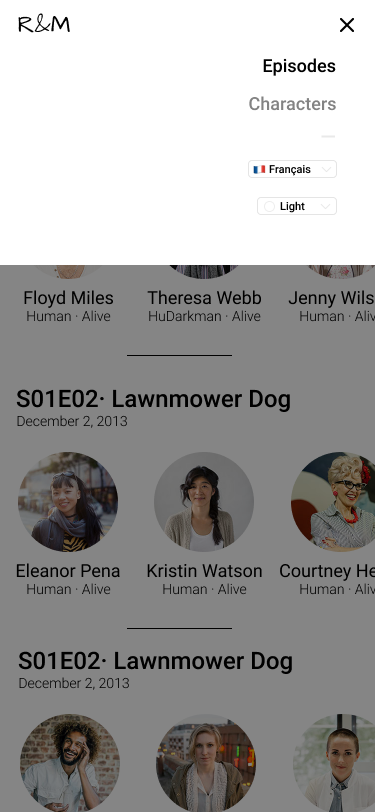 R&M
Episodes
Characters
Français
Light
Floyd Miles Theresa Webb Jenny Wils
Human · Alive HuDarkman · Alive Human · Ali
S01E02· Lawnmower Dog
December 2, 2013
Eleanor Pena Kristin Watson Courtney He
Human · Alive Human · Alive Human · Ali
S01E02· Lawnmower Dog
December 2, 2013